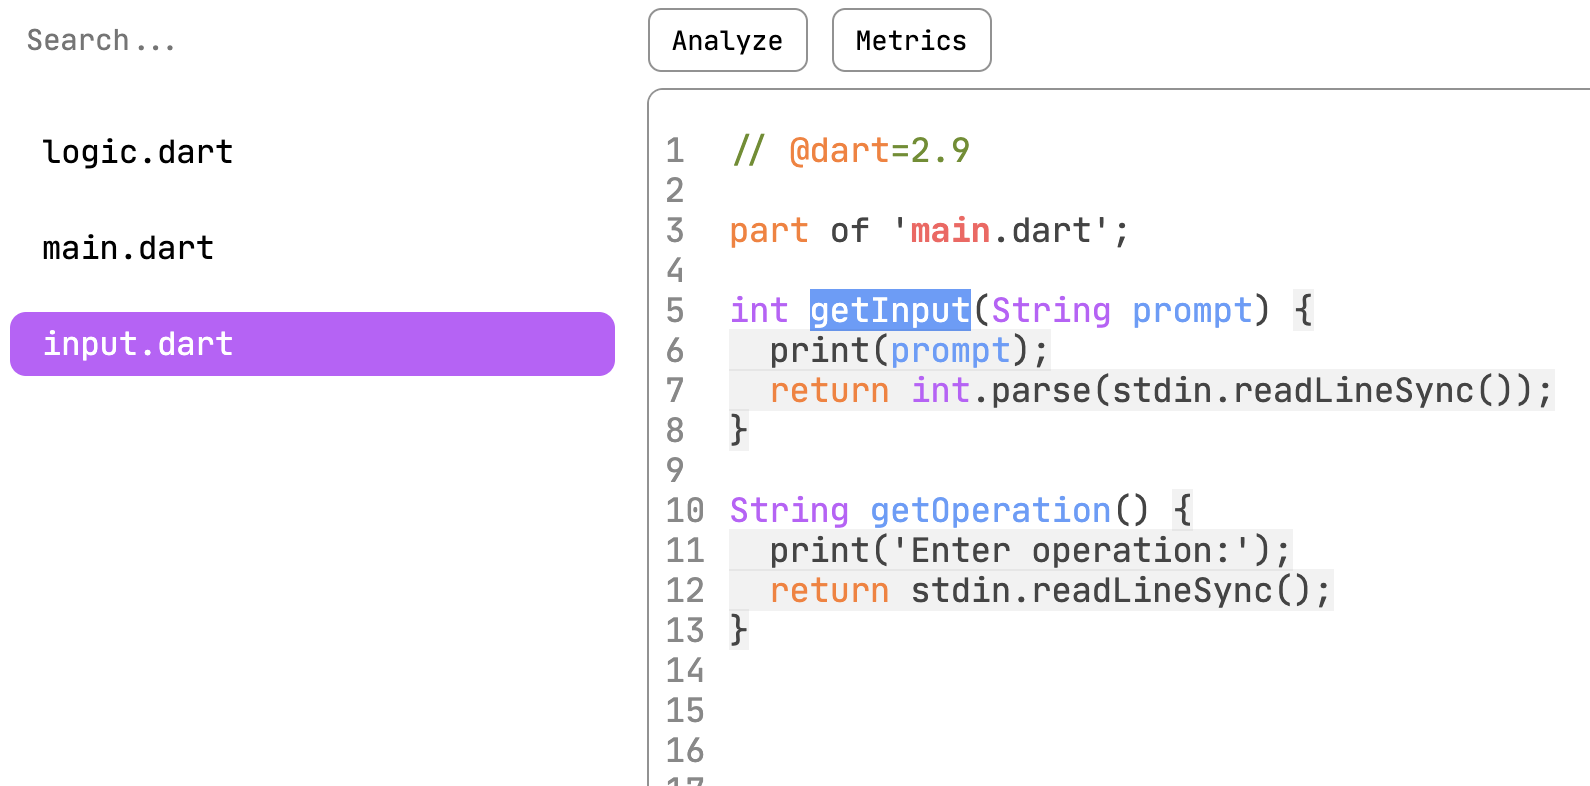 Search...
Analyze
Metrics
logic.dart
main.dart
input.dart
1 // @dart=2.9
2
3 part of 'main.dart';
4
5 int getInput(String prompt) {
6   print(prompt);
7   return int.parse(stdin.readLineSync());
8 }
9
10 String getOperation() {
11   print('Enter operation:');
12   return stdin.readLineSync();
13 }
14
15
16
17